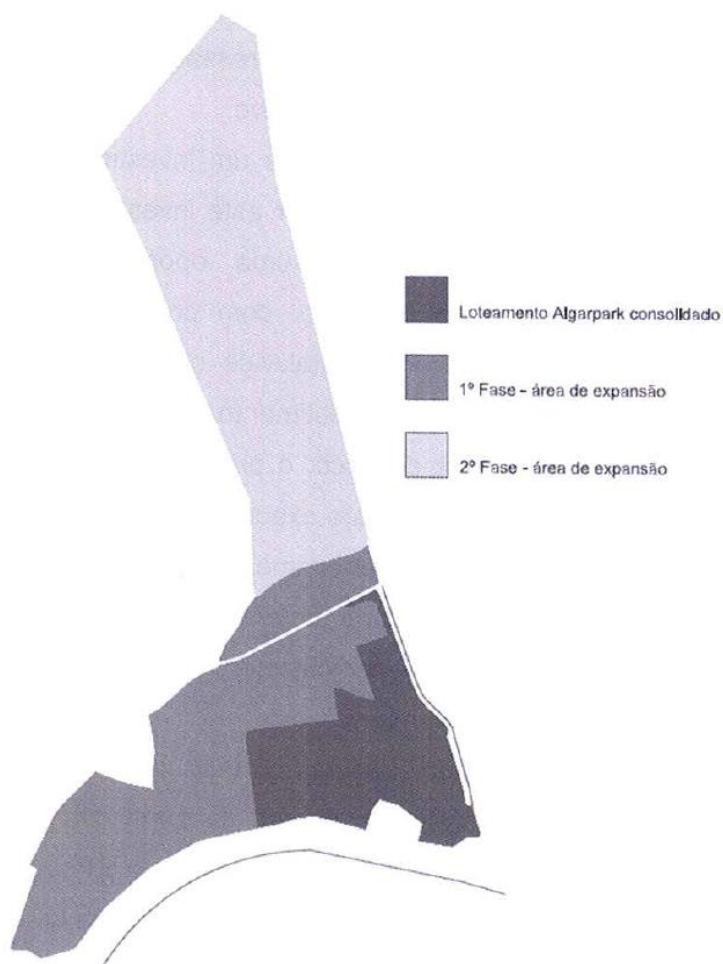 Loteamento Algarpark consolidado
1º Fase - área de expansão
2º Fase - área de expansão